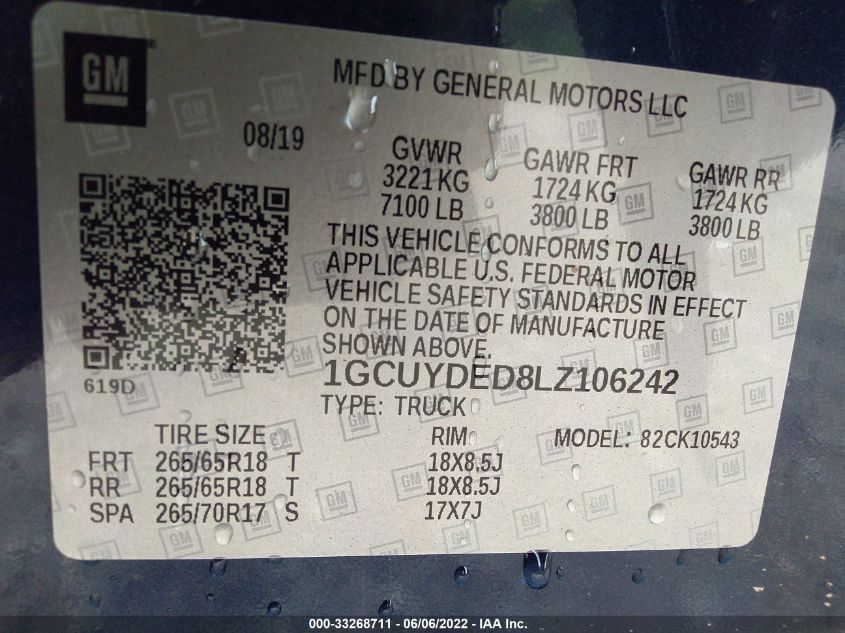 GM
MFD BY GENERAL MOTORS LLC
08/19
GVWR
3221 KG
7100 LB
GAWR FRT
1724 KG
3800 LB
GAWR RR
1724 KG
3800 LB
THIS VEHICLE CONFORMS TO ALL
APPLICABLE U.S. FEDERAL MOTOR
VEHICLE SAFETY STANDARDS IN EFFECT
ON THE DATE OF MANUFACTURE
SHOWN ABOVE.
619D
1GCUYDED8LZ106242
TYPE: TRUCK
TIRE SIZE RIM MODEL: 82CK10543
FRT 265/65R18 T 18X8.5J
RR 265/65R18 T 18X8.5J
SPA 265/70R17 S 17X7J
000-33268711 - 06/06/2022 - IAA Inc.